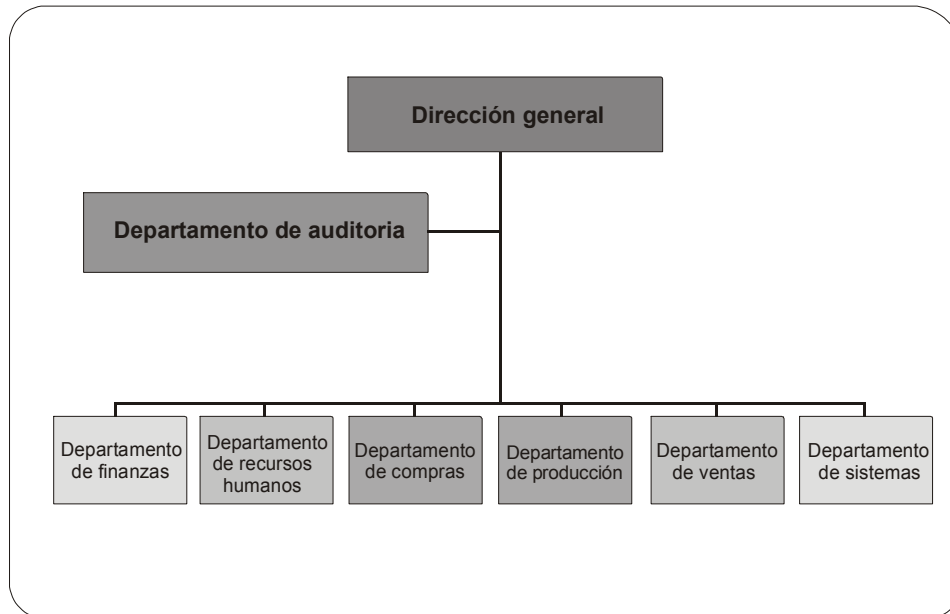 Dirección general
Departamento de auditoria
Departamento
de finanzas
Departamento
de recursos
humanos
Departamento
de compras
Departamento
de producción
Departamento
de ventas
Departamento
de sistemas